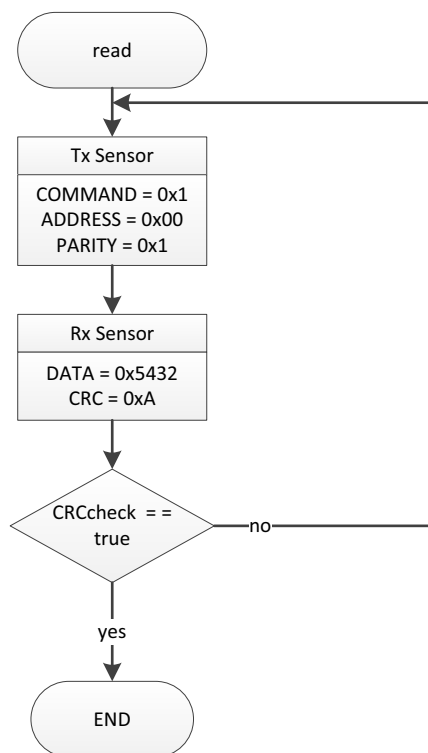 read
Tx Sensor
COMMAND = 0x1
ADDRESS = 0x00
PARITY = 0x1
Rx Sensor
DATA = 0x5432
CRC = 0xA
CRCcheck = =
true
no
yes
END